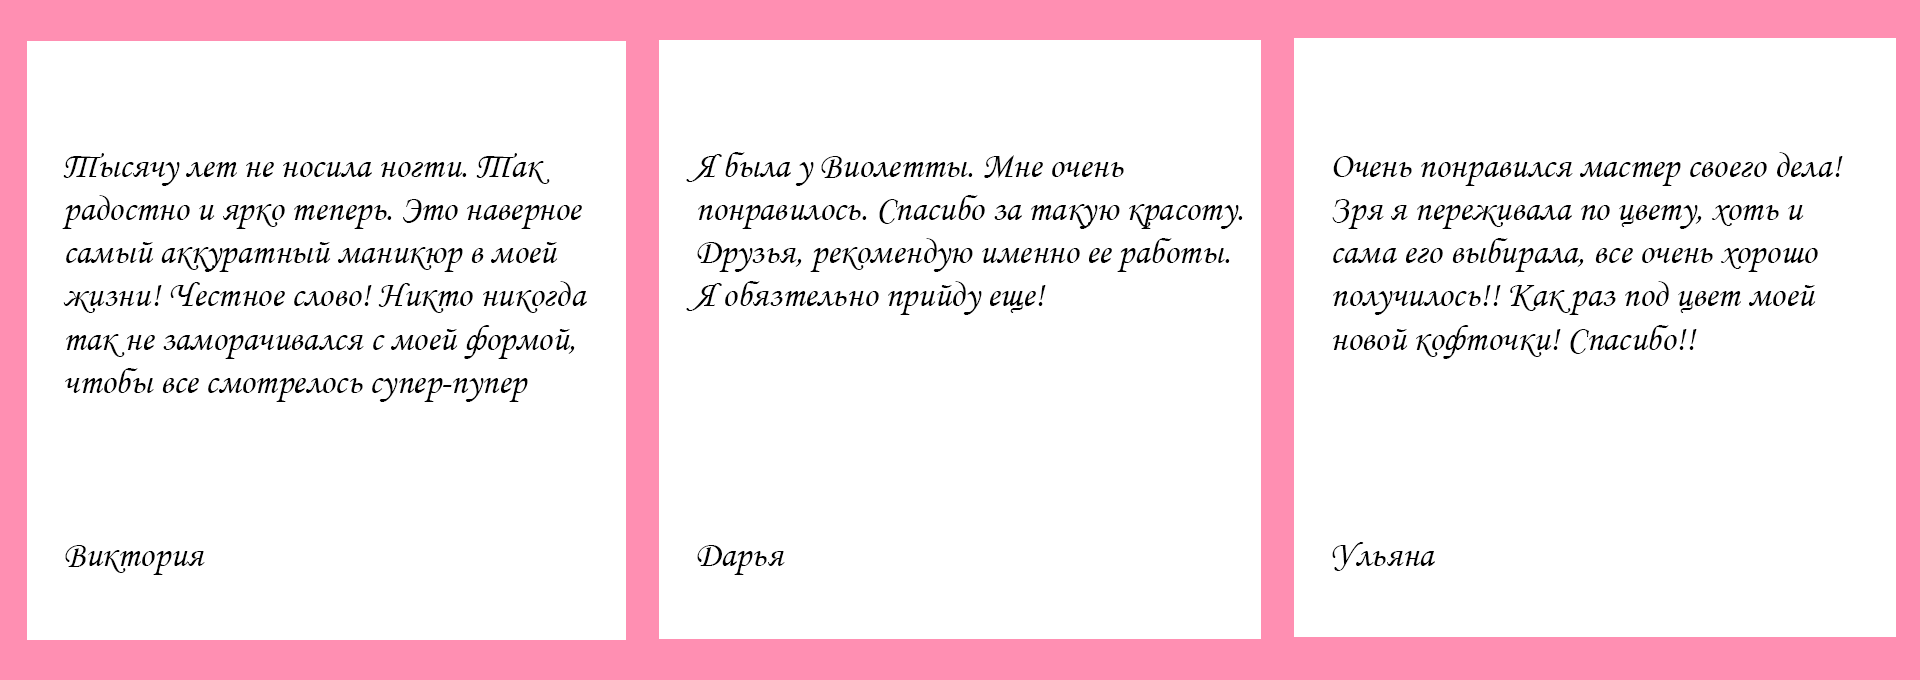 Тысячу лет не носила ногти. Так
радостно и ярко теперь. Это наверное
самый аккуратный маникюр в моей
жизни! Честное слово! Никто никогда
так не заморачивался с моей формой,
чтобы все смотрелось супер-пупер
Виктория
Я была у Виолетты. Мне очень
понравилось. Спасибо за такую красоту.
Друзья, рекомендую именно ее работы.
Я обязтельно прийду еще!
Дарья
Очень понравился мастер своего дела!
Зря я переживала по цвету, хоть и
сама его выбирала, все очень хорошо
получилось!! Как раз под цвет моей
новой кофточки! Спасибо!!
Ульяна